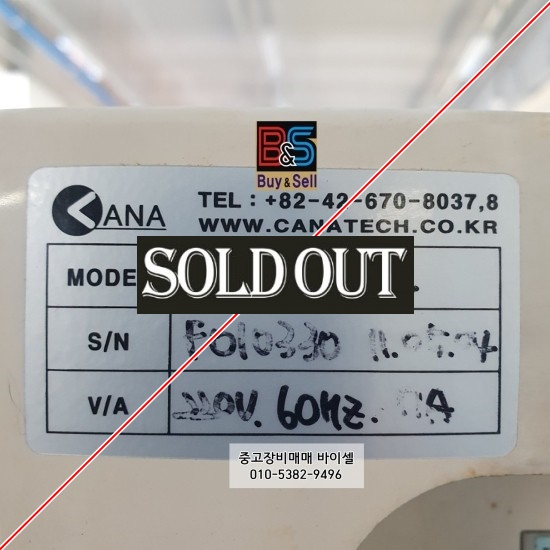 B&S
Buy & Sell
CANA
TEL : +82-42-670-8037,8
WWW.CANATECH.CO.KR
MODE
SOLD OUT
S/N
V/A 60HZ.
중고장비매매 바이셀
010-5382-9496